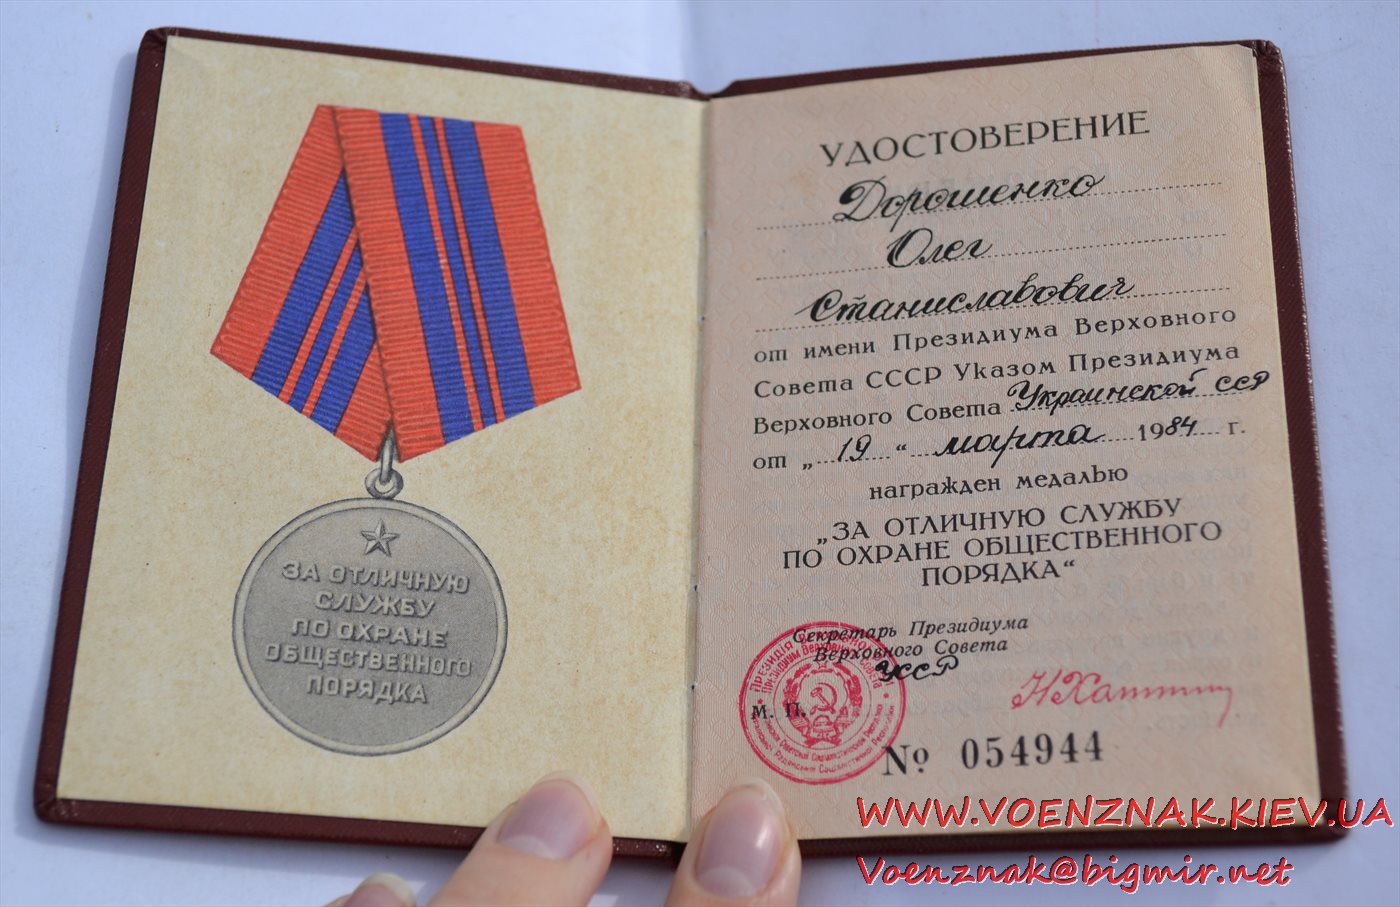 ЗА ОТЛИЧНУЮ
СЛУЖБУ
ПО ОХРАНЕ
ОБЩЕСТВЕННОГО
ПОРЯДКА
УДОСТОВЕРЕНИЕ
Дорошенко
Олег
Станиславович
от имени Президиума Верховного
Совета СССР Указом Президиума
Верховного Совета Украинской ССР
от „ 19 “ марта 1984 г.
награжден медалью
„ЗА ОТЛИЧНУЮ СЛУЖБУ
ПО ОХРАНЕ ОБЩЕСТВЕННОГО
ПОРЯДКА“
Секретарь Президиума
Верховного Совета
УССР
М. П.
№ 054944
WWW.VOENZNAK.KIEV.UA
Voenznak@bigmir.net